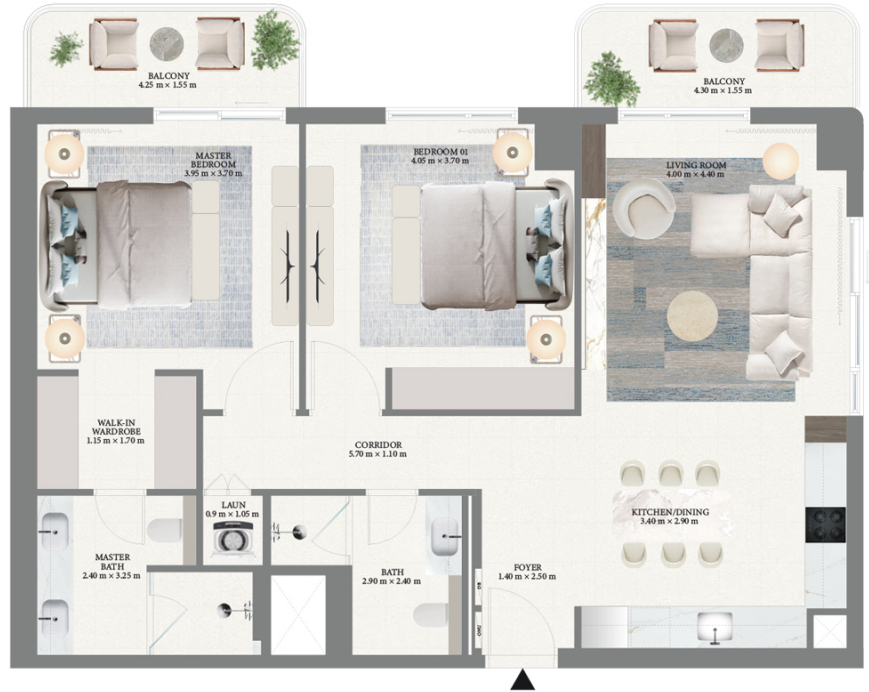 BALCONY
4.25 m × 1.55 m
BALCONY
4.30 m × 1.55 m
MASTER
BEDROOM
3.95 m × 3.70 m
BEDROOM 01
4.05 m × 3.70 m
LIVING ROOM
4.00 m × 4.40 m
WALK-IN
WARDROBE
1.15 m × 1.70 m
CORRIDOR
5.70 m × 1.10 m
LAUN
0.9 m × 1.05 m
KITCHEN/DINING
3.40 m × 2.90 m
MASTER
BATH
2.40 m × 3.25 m
BATH
2.90 m × 2.40 m
FOYER
1.40 m × 2.50 m